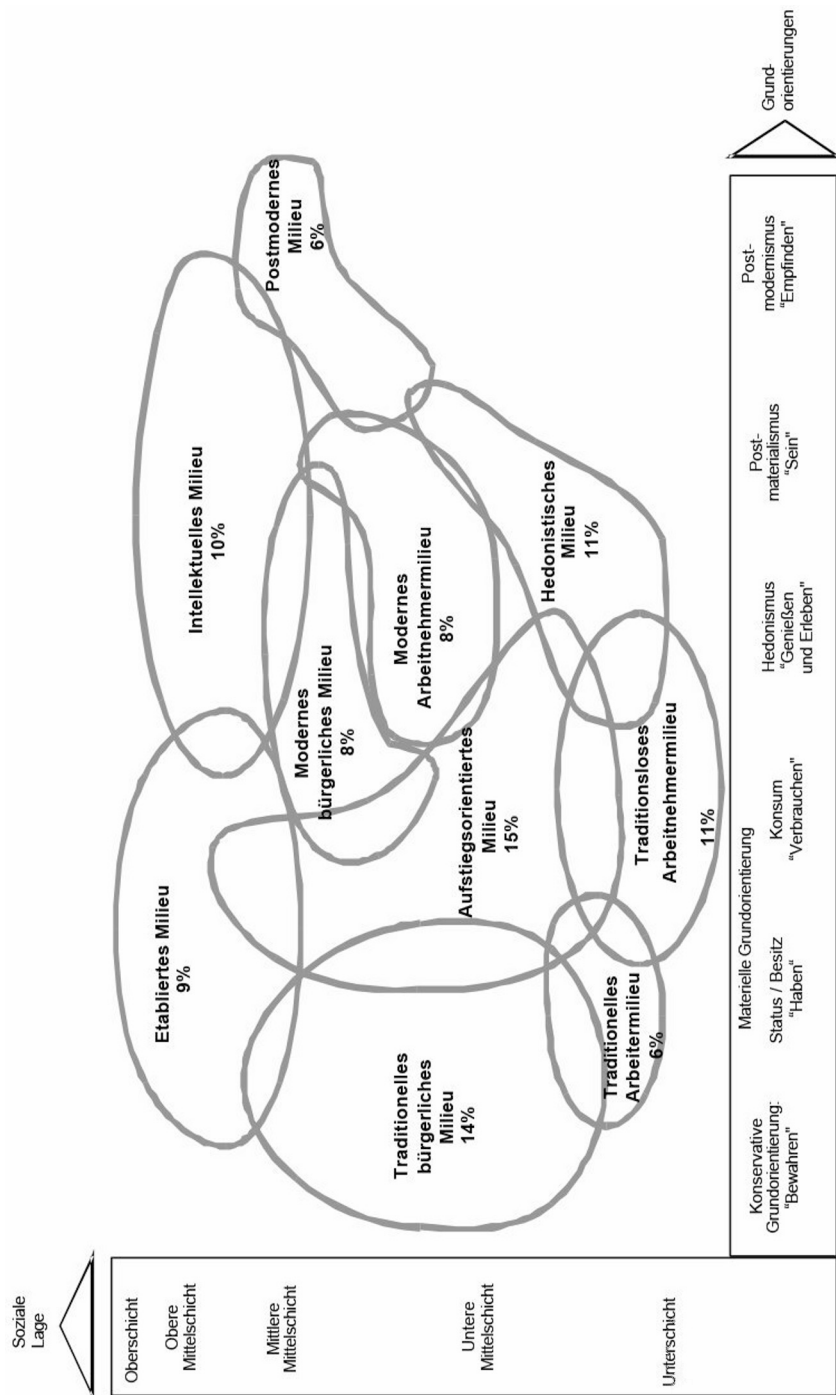 Soziale
Lage
Oberschicht
Obere
Mittelschicht
Mittlere
Mittelschicht
Untere
Mittelschicht
Unterschicht
Etabliertes Milieu
9%
Intellektuelles Milieu
10%
Postmodernes
Milieu
6%
Traditionelles
bürgerliches
Milieu
14%
Modernes
bürgerliches Milieu
8%
Aufstiegsorientiertes
Milieu
15%
Modernes
Arbeitnehmermilieu
8%
Hedonistisches
Milieu
11%
Traditionelles
Arbeitermilieu
6%
Traditionsloses
Arbeitnehmermilieu
11%
Konservative
Grundorientierung:
“Bewahren"
Materielle Grundorientierung
Status / Besitz
“Haben“
Konsum
“Verbrauchen"
Hedonismus
“Genießen
und Erleben"
Post-
materialismus
“Sein"
Post-
modernismus
“Empfinden"
Grund-
orientierungen